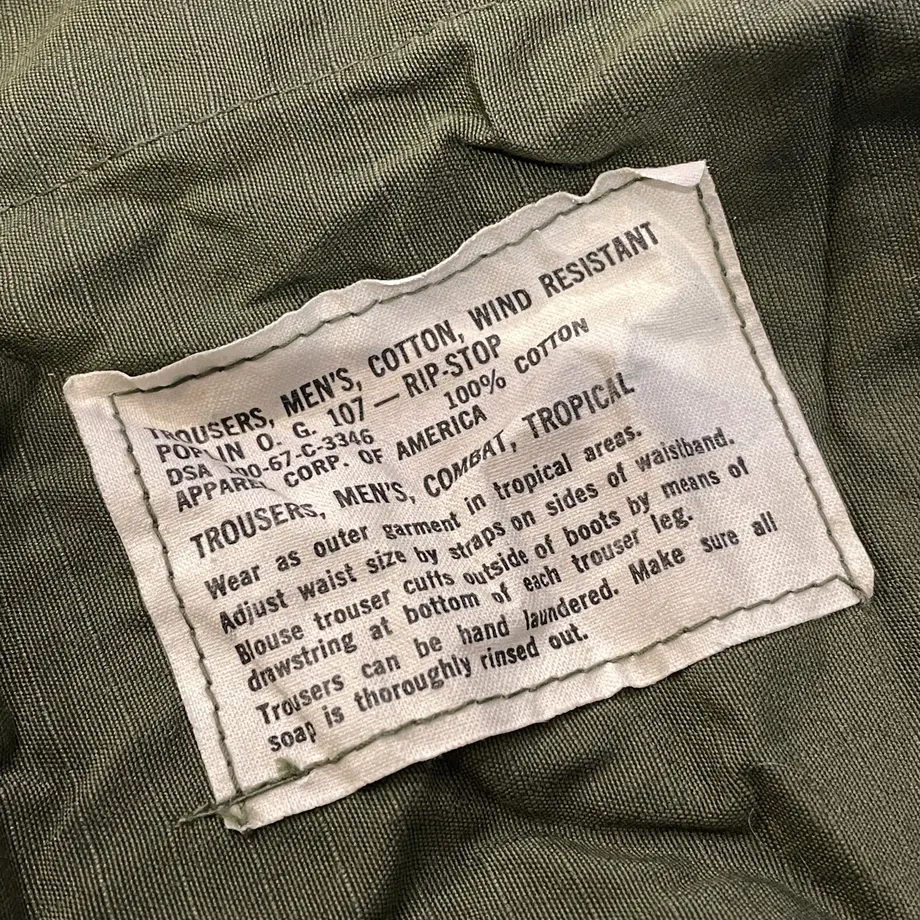 TROUSERS, MEN'S, COTTON, WIND RESISTANT
POPLIN O. G. 107 — RIP-STOP
DSA 100-67-C-3346 100% COTTON
APPAREL CORP. OF AMERICA
TROUSERS, MEN'S, COMBAT, TROPICAL
Wear as outer garment in tropical areas.
Adjust waist size by straps on sides of waistband.
Blouse trouser cuffs outside of boots by means of
drawstring at bottom of each trouser leg.
Trousers can be hand laundered. Make sure all
soap is thoroughly rinsed out.